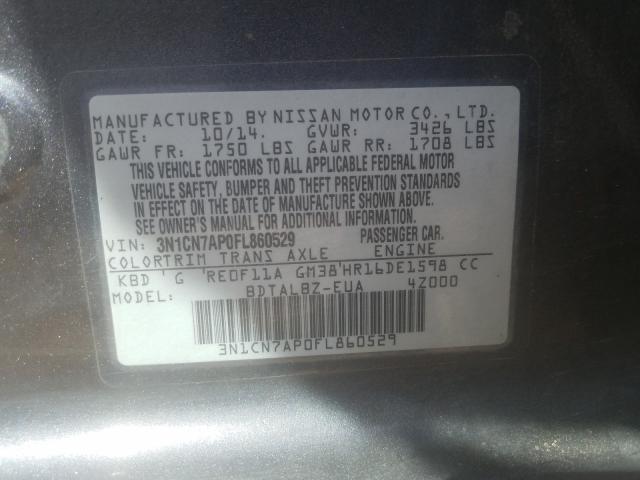 MANUFACTURED BY NISSAN MOTOR CO., LTD.
DATE: 10/14. GVWR: 3426 LBS
GAWR FR: 1750 LBS GAWR RR: 1708 LBS
THIS VEHICLE CONFORMS TO ALL APPLICABLE FEDERAL MOTOR
VEHICLE SAFETY, BUMPER AND THEFT PREVENTION STANDARDS
IN EFFECT ON THE DATE OF MANUFACTURE SHOWN ABOVE.
SEE OWNER'S MANUAL FOR ADDITIONAL INFORMATION.
VIN: 3N1CN7AP0FL860529 PASSENGER CAR.
COLOR TRIM TRANS AXLE ENGINE
KBD ' G 'RE0F11A GM38'HR16DE1598 CC
MODEL: BDTALBZ-EUA 4Z000
3N1CN7AP0FL860529